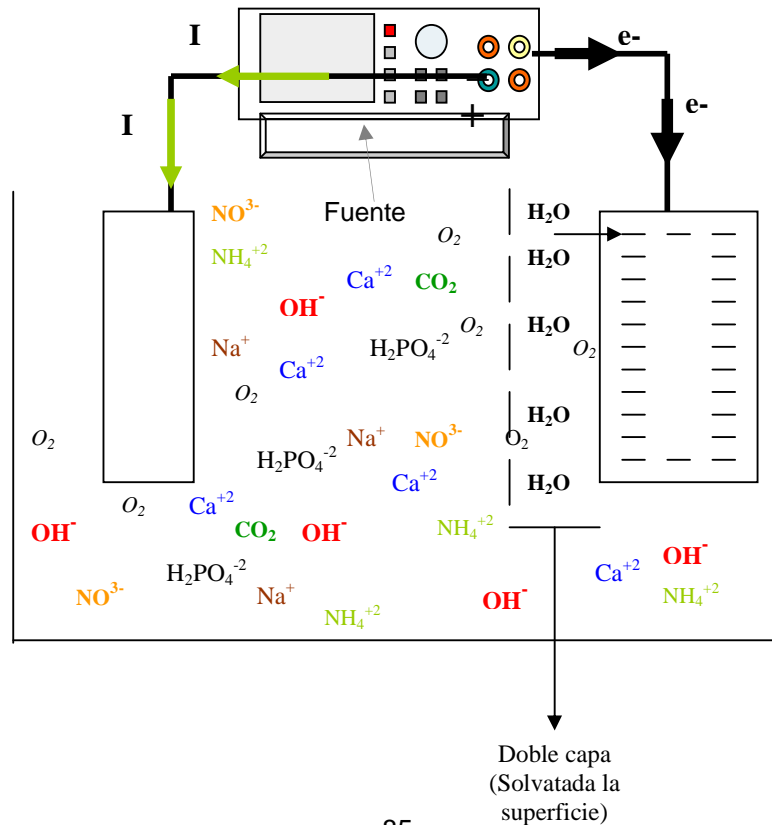 I
e-
I
+
e-
Fuente
NO3-
H2O
O2
NH4+2
H2O
Ca+2
CO2
OH-
O2
H2O
Na+
H2PO4-2
O2
Ca+2
O2
H2O
O2
Na+
NO3-
O2
H2PO4-2
Ca+2
H2O
O2
Ca+2
OH-
CO2
OH-
NH4+2
OH-
H2PO4-2
Ca+2
NO3-
Na+
OH-
NH4+2
NH4+2
Doble capa
(Solvatada la
superficie)